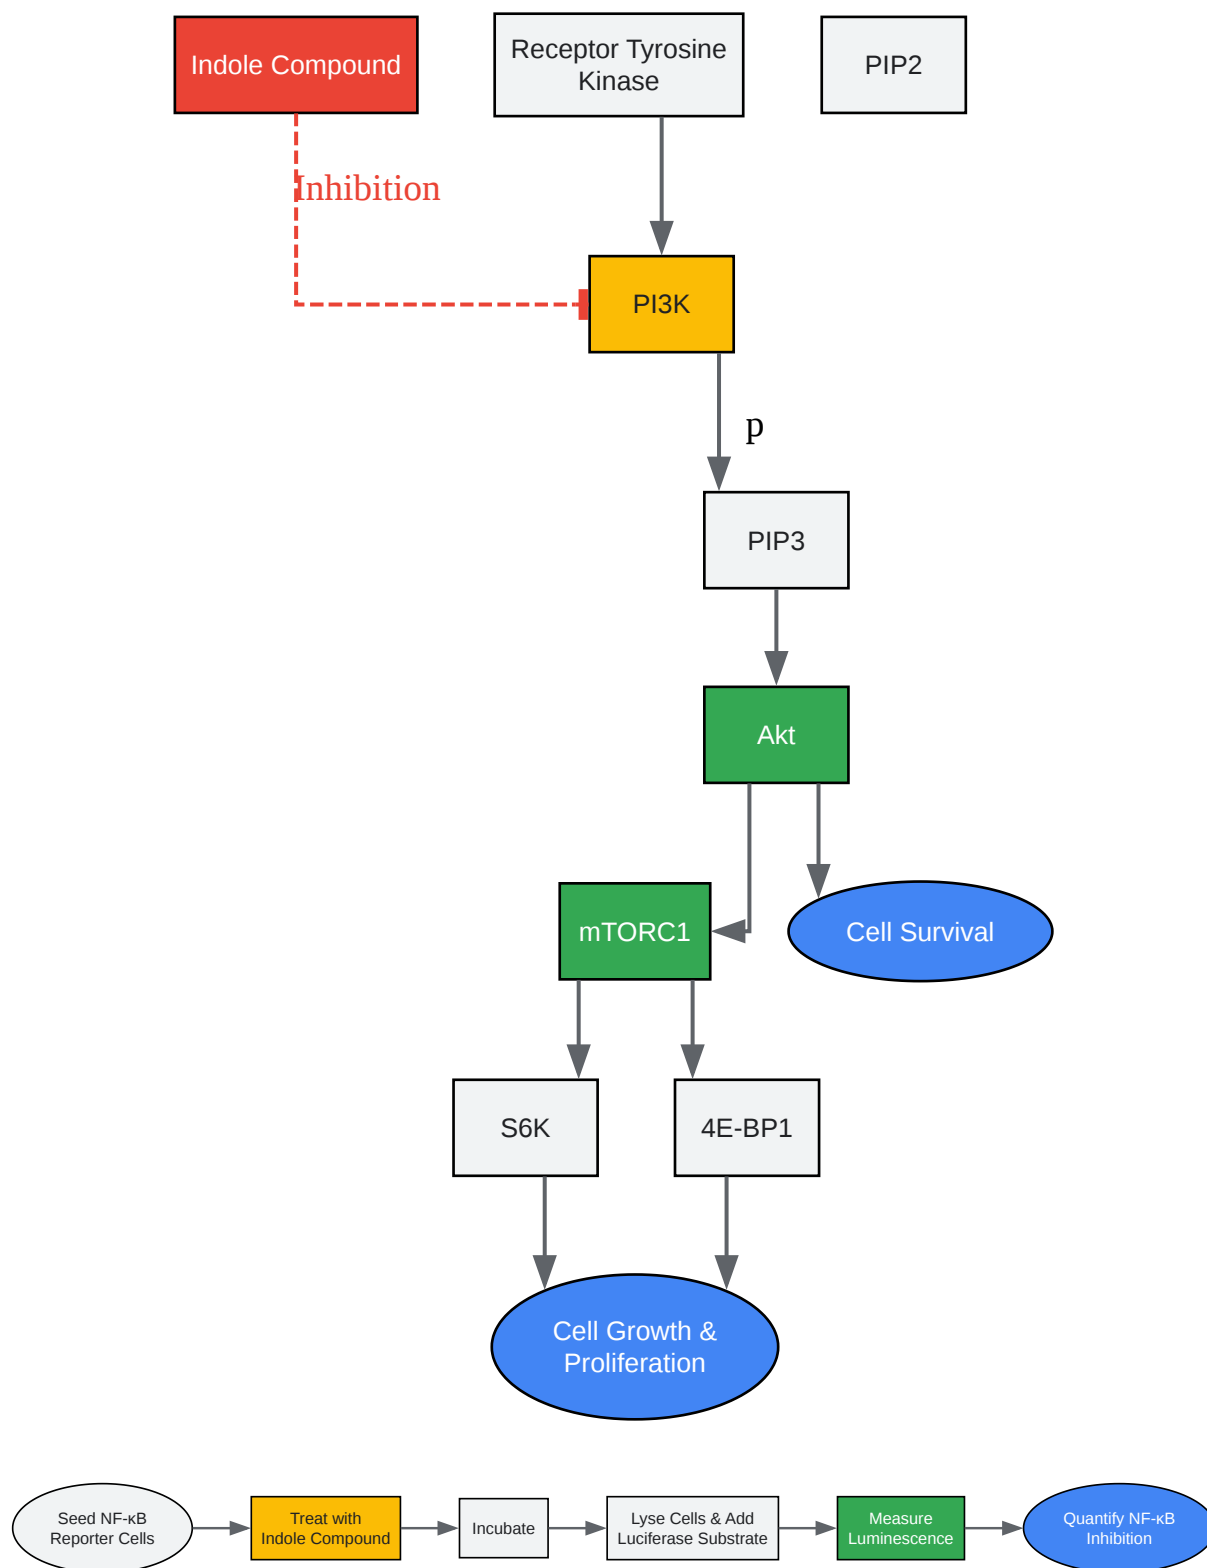 Indole Compound
Receptor Tyrosine
Kinase
PIP2
Inhibition
PI3K
p
PIP3
Akt
mTORC1
Cell Survival
S6K
4E-BP1
Cell Growth &
Proliferation
Seed NF-κB
Reporter Cells
Treat with
Indole Compound
Incubate
Lyse Cells & Add
Luciferase Substrate
Measure
Luminescence
Quantify NF-κB
Inhibition